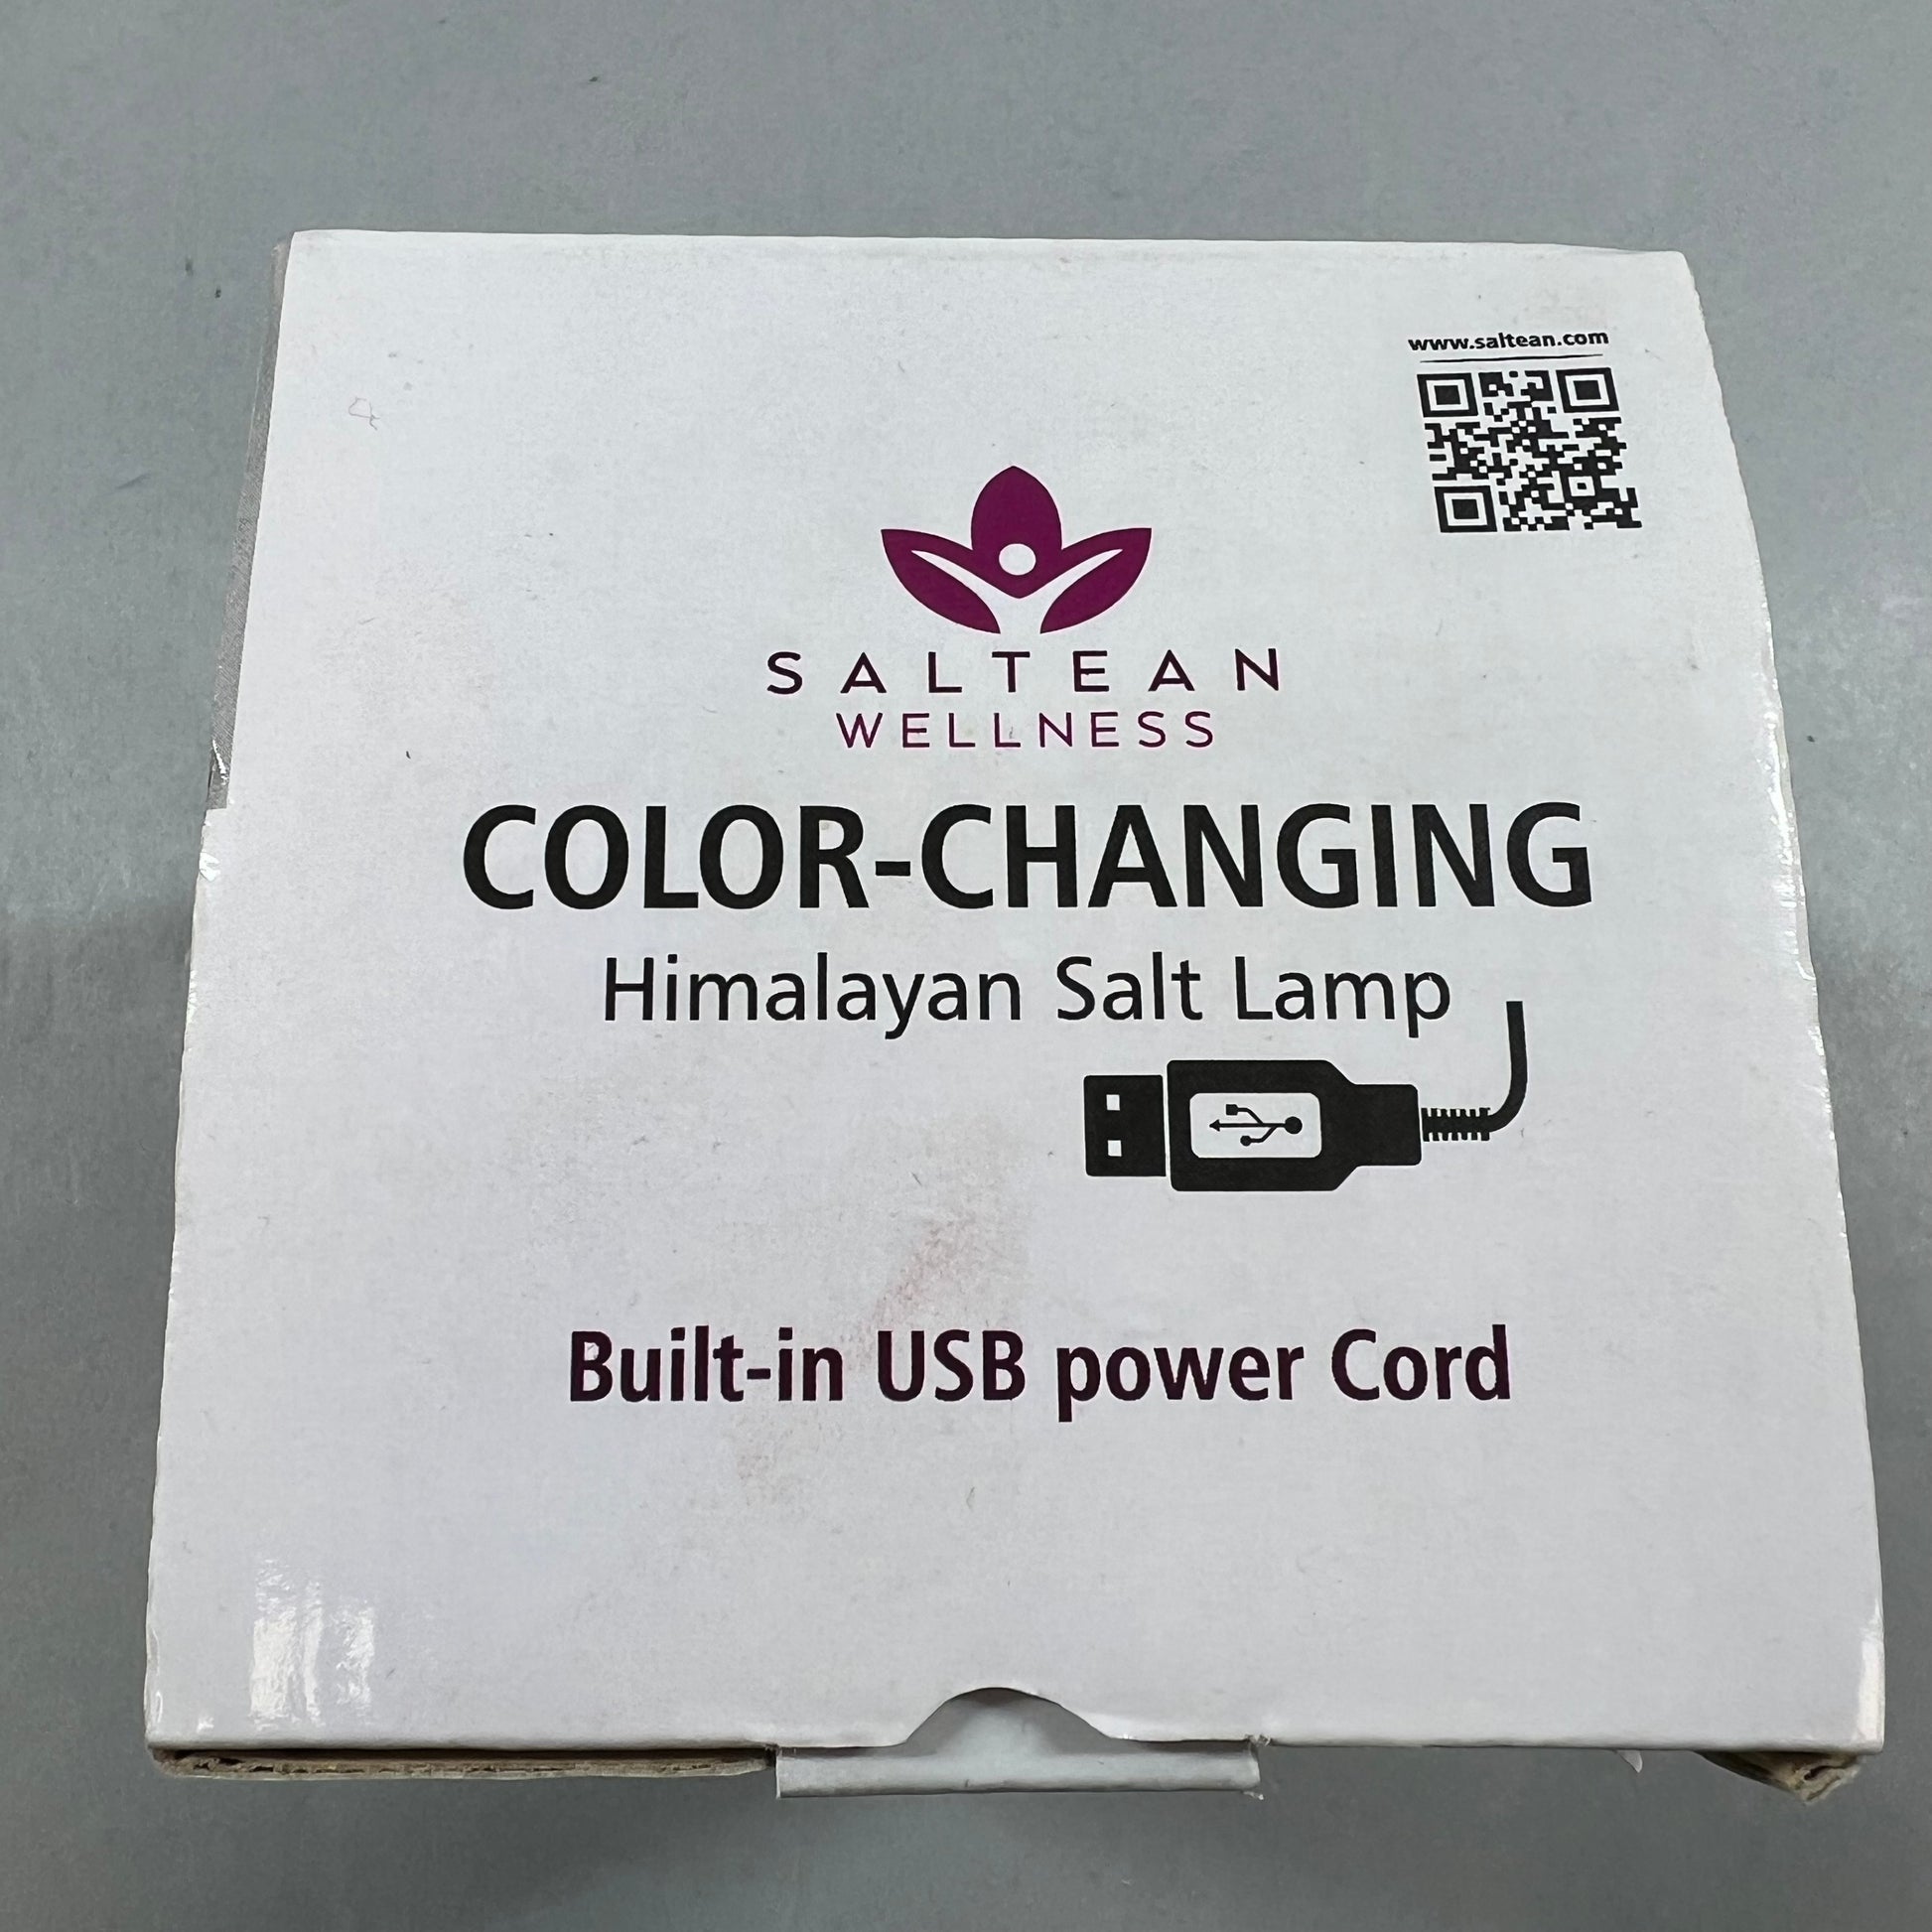 www.saltean.com
SALTEAN
WELLNESS
COLOR-CHANGING
Himalayan Salt Lamp
Built-in USB power Cord